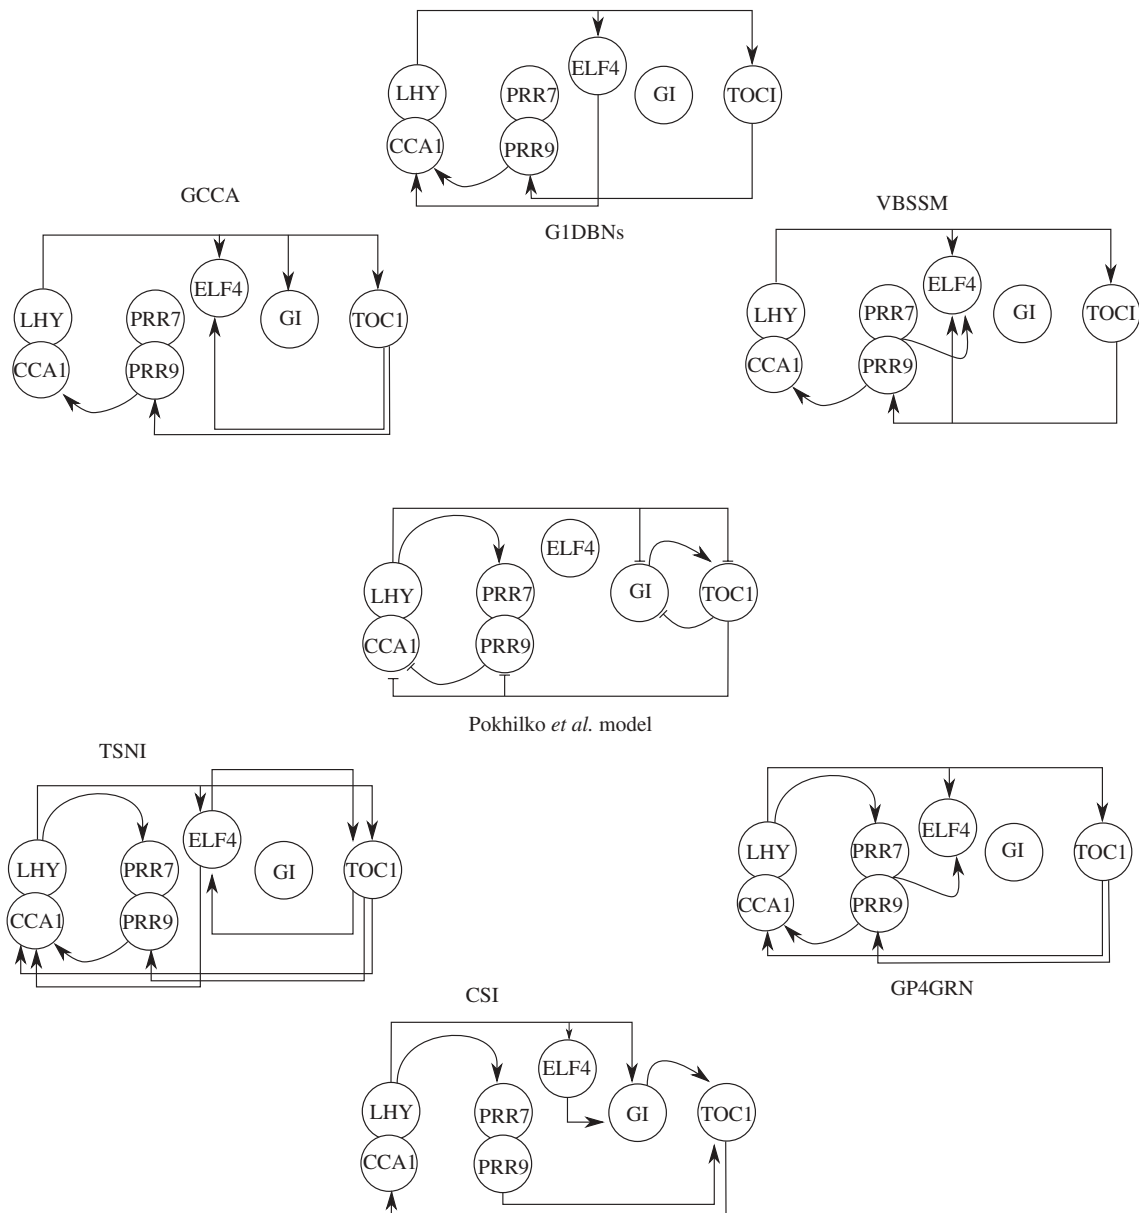 ELF4
LHY
PRR7
GI
TOCI
CCA1
PRR9
G1DBNs
GCCA
ELF4
LHY
PRR7
GI
TOC1
CCA1
PRR9
VBSSM
ELF4
LHY
PRR7
GI
TOCI
CCA1
PRR9
ELF4
LHY
PRR7
GI
TOC1
CCA1
PRR9
Pokhilko et al. model
TSNI
ELF4
LHY
PRR7
GI
TOC1
CCA1
PRR9
ELF4
LHY
PRR7
GI
TOC1
CCA1
PRR9
GP4GRN
CSI
ELF4
LHY
PRR7
GI
TOC1
CCA1
PRR9